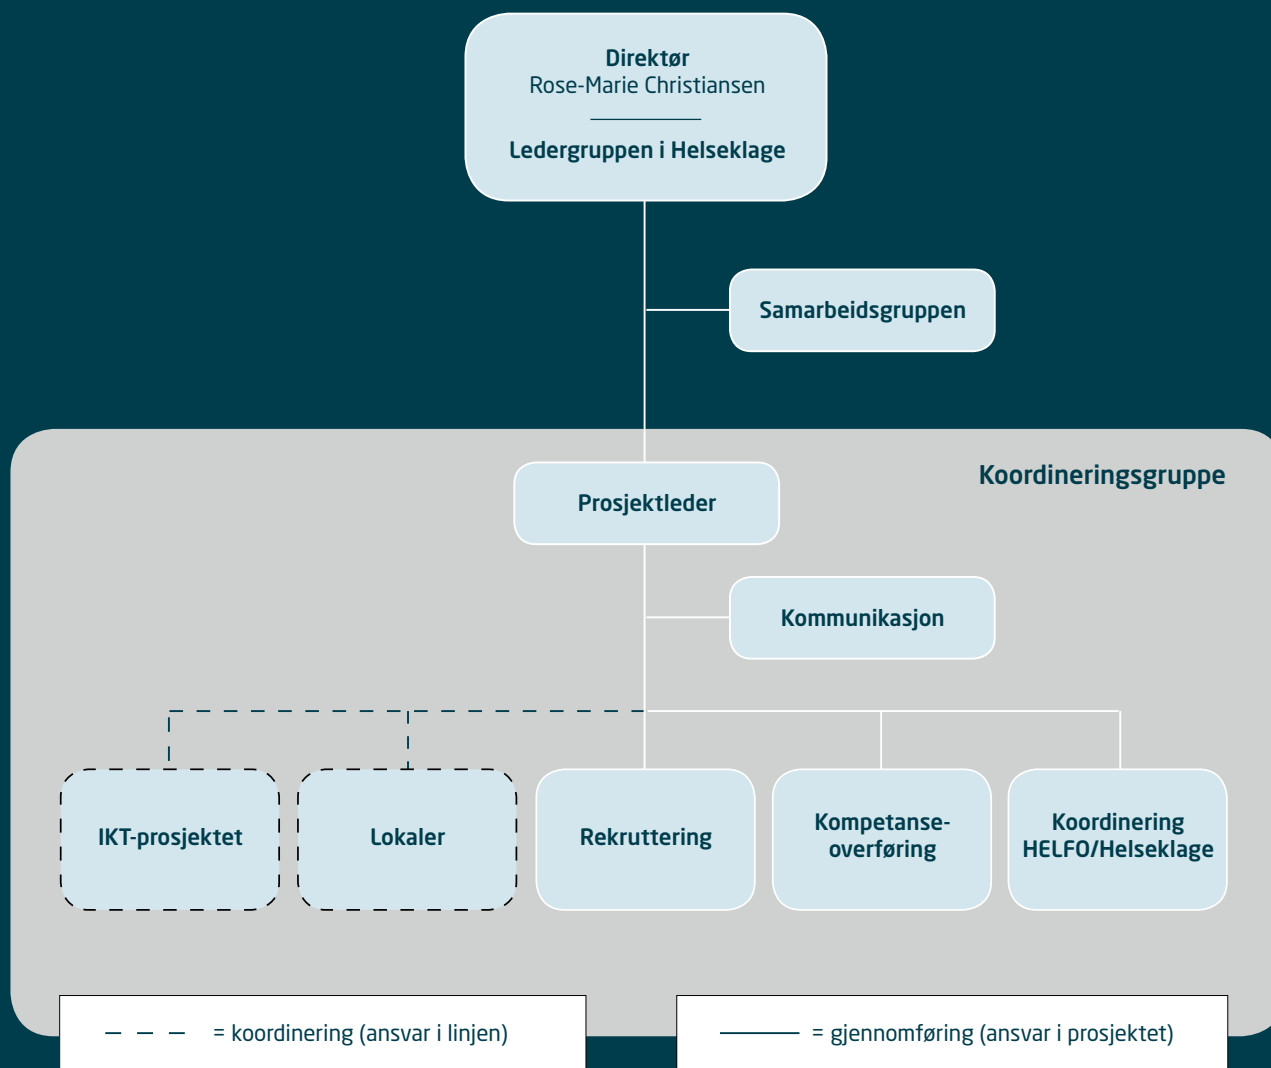 Direktør
Rose-Marie Christiansen
Ledergruppen i Helseklage
Samarbeidsgruppen
Koordineringsgruppe
Prosjektleder
Kommunikasjon
IKT-prosjektet
Lokaler
Rekruttering
Kompetanse-
overføring
Koordinering
HELFO/Helseklage
= koordinering (ansvar i linjen)
= gjennomføring (ansvar i prosjektet)